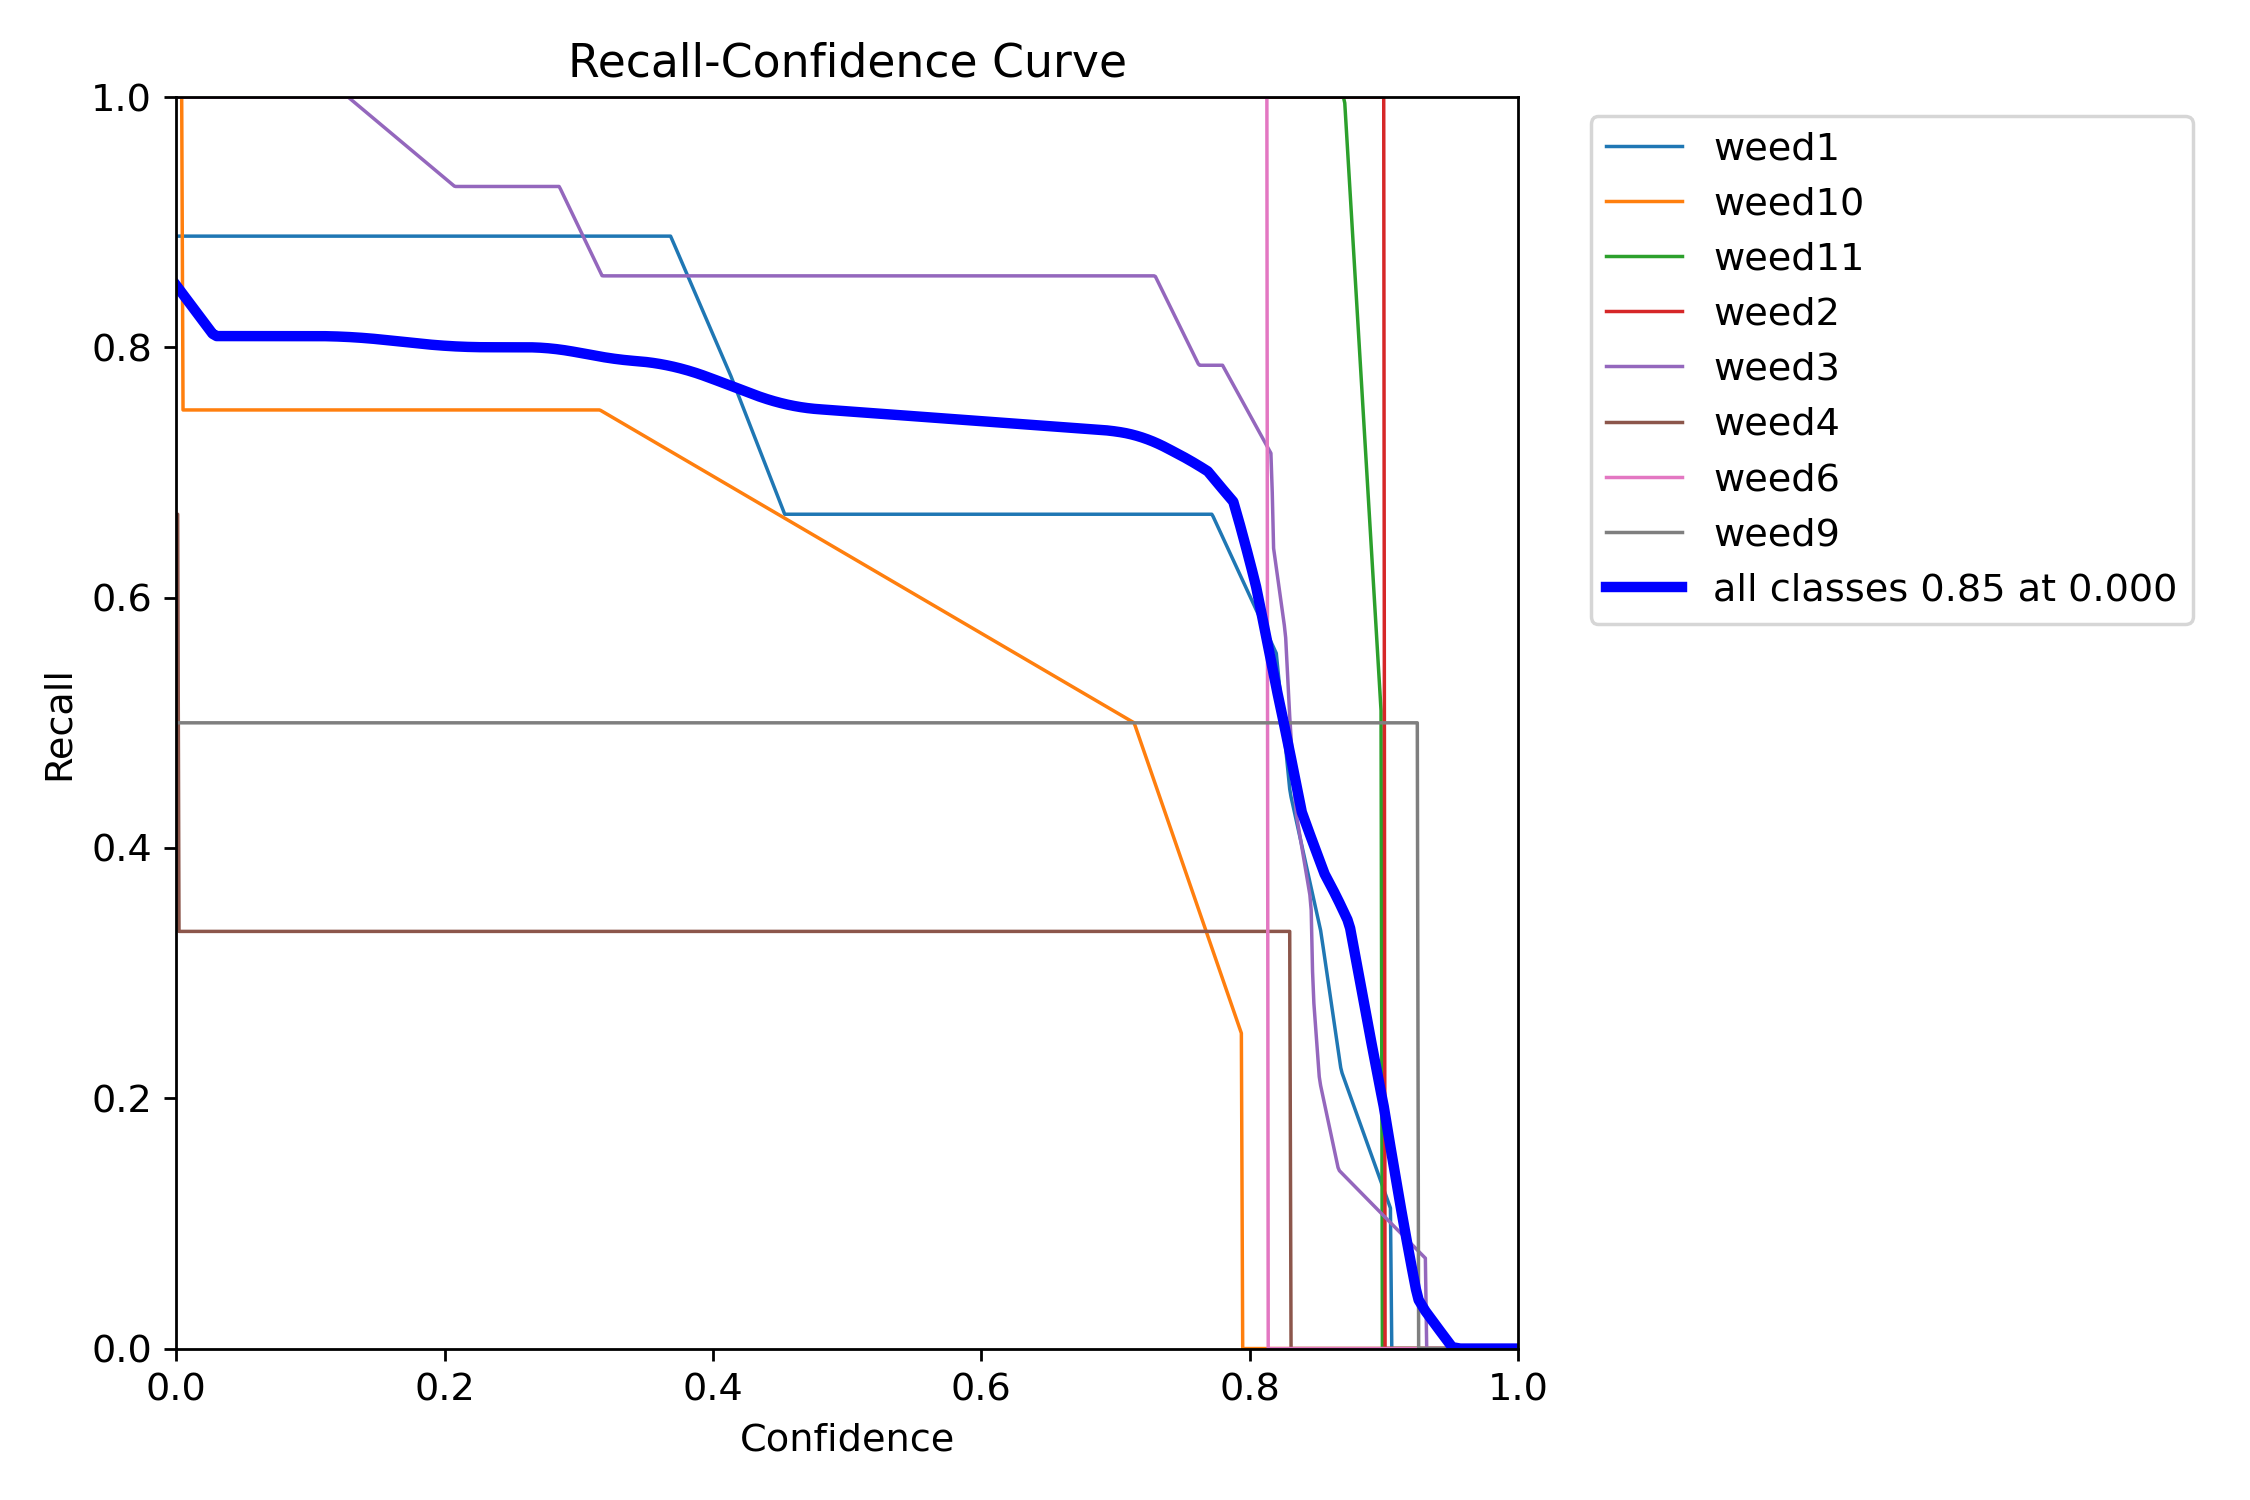 Recall-Confidence Curve
1.0
0.8
0.6
0.4
0.2
0.0
Recall
0.0 0.2 0.4 0.6 0.8 1.0
Confidence
weed1
weed10
weed11
weed2
weed3
weed4
weed6
weed9
all classes 0.85 at 0.000